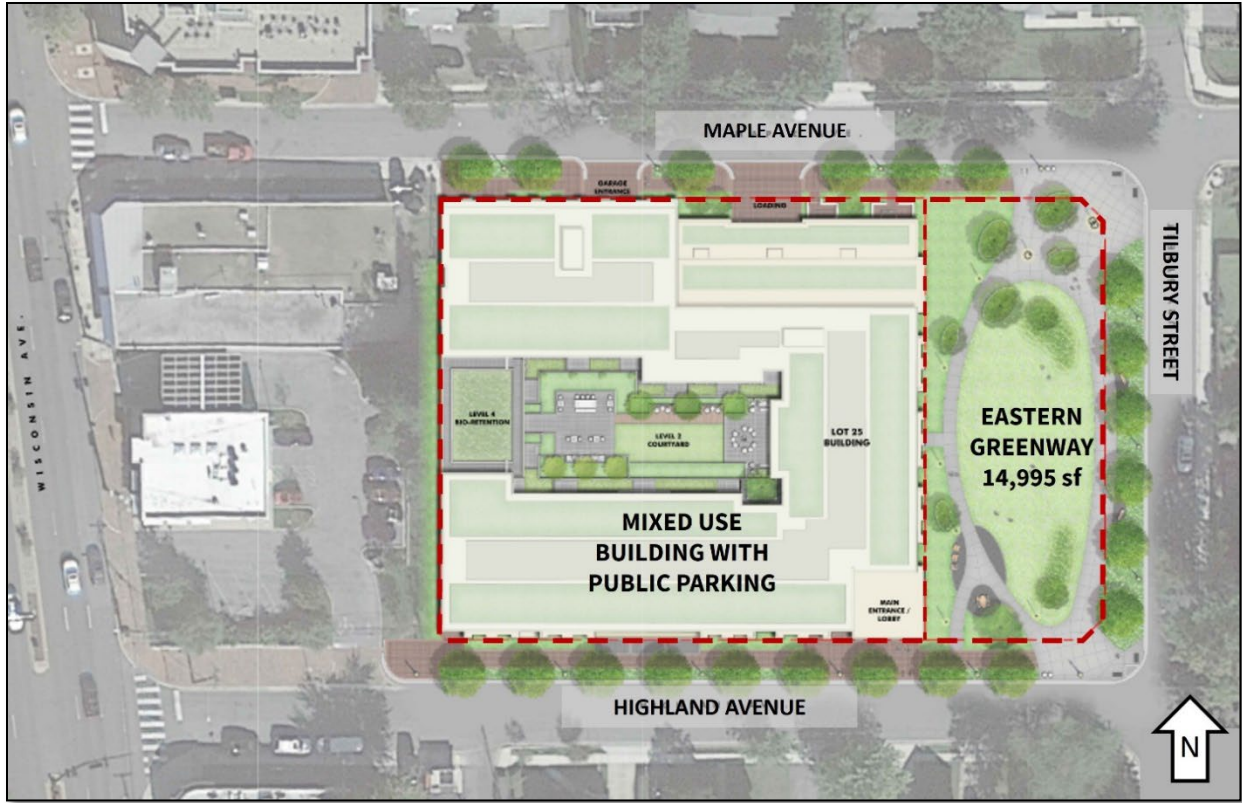 MAPLE AVENUE
GARAGE
ENTRANCE
LOADING
TILBURY STREET
WISCONSIN AVE.
LEVEL 4
BIO-RETENTION
LEVEL 2
COURTYARD
LOT 25
BUILDING
EASTERN
GREENWAY
14,995 sf
MIXED USE
BUILDING WITH
PUBLIC PARKING
MAIN
ENTRANCE /
LOBBY
HIGHLAND AVENUE
N